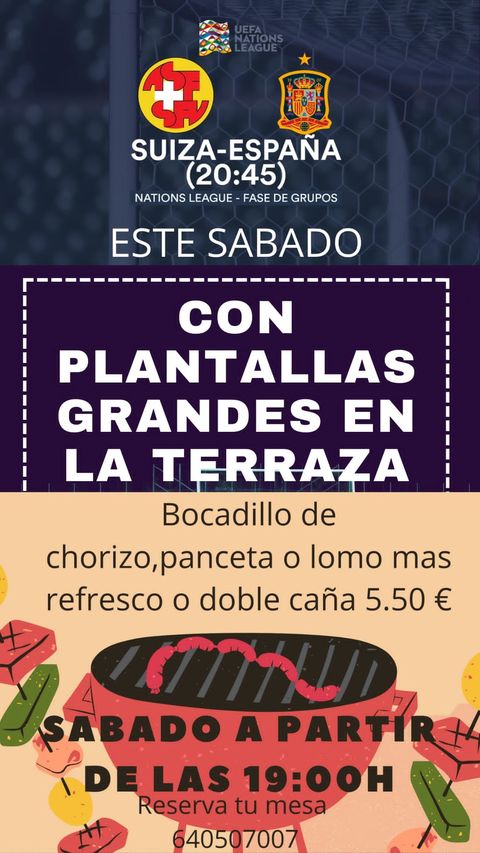 UEFA
NATIONS
LEAGUE
SUIZA-ESPAÑA
(20:45)
NATIONS LEAGUE - FASE DE GRUPOS
ESTE SABADO
CON
PLANTALLAS
GRANDES EN
LA TERRAZA
Bocadillo de
chorizo,panceta o lomo mas
refresco o doble caña 5.50 €
SABADO A PARTIR
DE LAS 19:00H
Reserva tu mesa
640507007